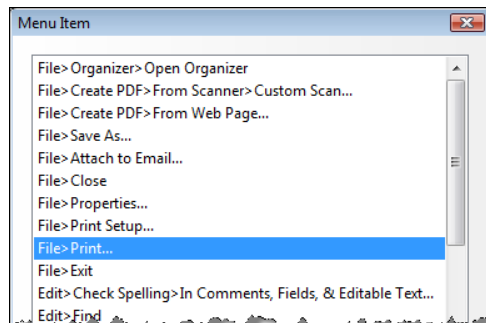 Menu Item
File>Organizer>Open Organizer
File>Create PDF>From Scanner>Custom Scan...
File>Create PDF>From Web Page...
File>Save As...
File>Attach to Email...
File>Close
File>Properties...
File>Print Setup...
File>Print...
File>Exit
Edit>Check Spelling>In Comments, Fields, & Editable Text...
Edit>Find